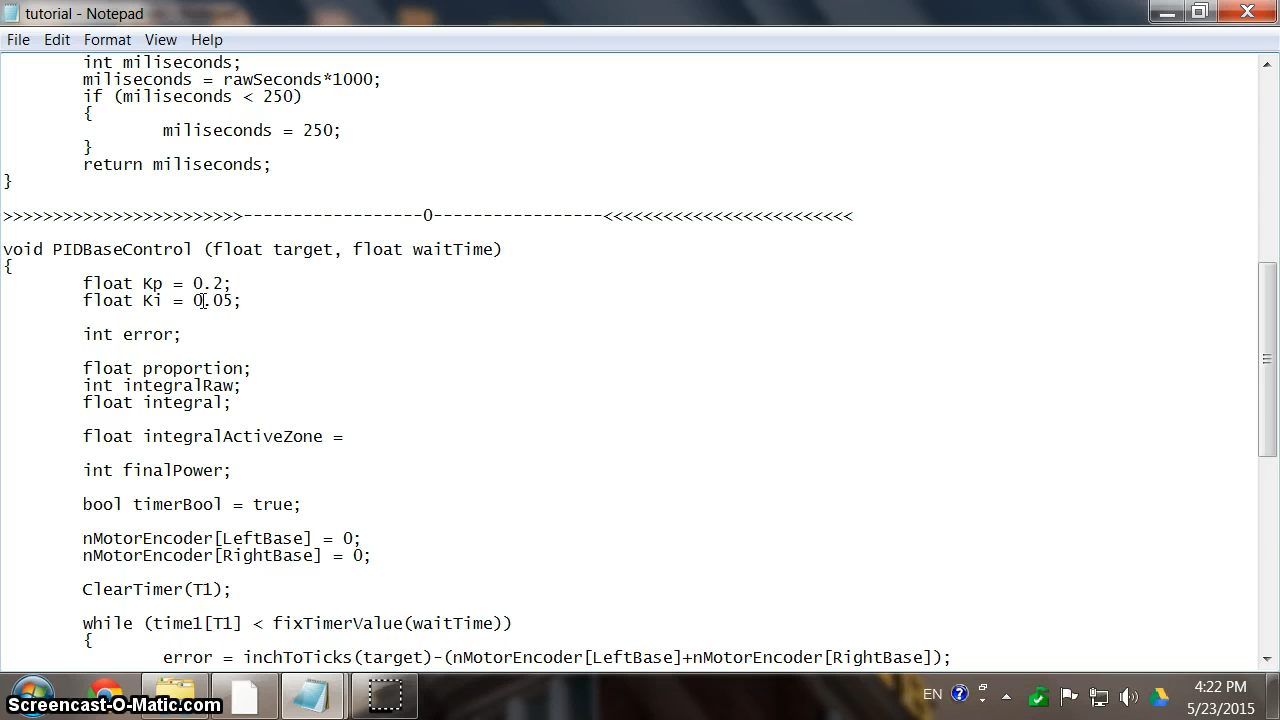 tutorial - Notepad
File Edit Format View Help
int miliseconds;
miliseconds = rawSeconds*1000;
if (miliseconds < 250)
{
miliseconds = 250;
}
return miliseconds;
}
>>>>>>>>>>>>>>>>>>>>>>>>------------------O-----------------<<<<<<<<<<<<<<<<<<<<<<<<<
void PIDBaseControl (float target, float waitTime)
{
float Kp = 0.2;
float Ki = 0.05;
int error;
float proportion;
int integralRaw;
float integral;
float integralActiveZone =
int finalPower;
bool timerBool = true;
nMotorEncoder[LeftBase] = 0;
nMotorEncoder[RightBase] = 0;
ClearTimer(T1);
while (time1[T1] < fixTimerValue(waitTime))
{
error = inchToTicks(target)-(nMotorEncoder[LeftBase]+nMotorEncoder[RightBase]);
EN
4:22 PM
5/23/2015
Screencast-O-Matic.com